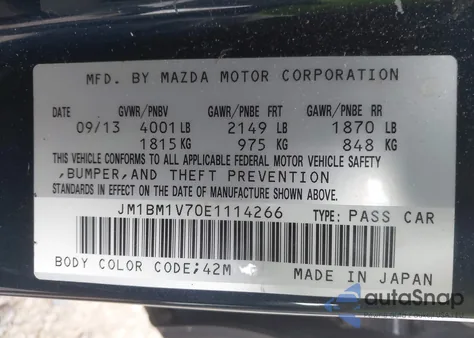 MFD. BY MAZDA MOTOR CORPORATION
DATE GVWR/PNBV GAWR/PNBE FRT GAWR/PNBE RR
09/13 4001 LB 2149 LB 1870 LB
1815 KG 975 KG 848 KG
THIS VEHICLE CONFORMS TO ALL APPLICABLE FEDERAL MOTOR VEHICLE SAFETY
,BUMPER,AND THEFT PREVENTION
STANDARDS IN EFFECT ON THE DATE OF MANUFACTURE SHOWN ABOVE.
JM1BM1V70E1114266 TYPE: PASS CAR
BODY COLOR CODE;42M MADE IN JAPAN
autoSnap